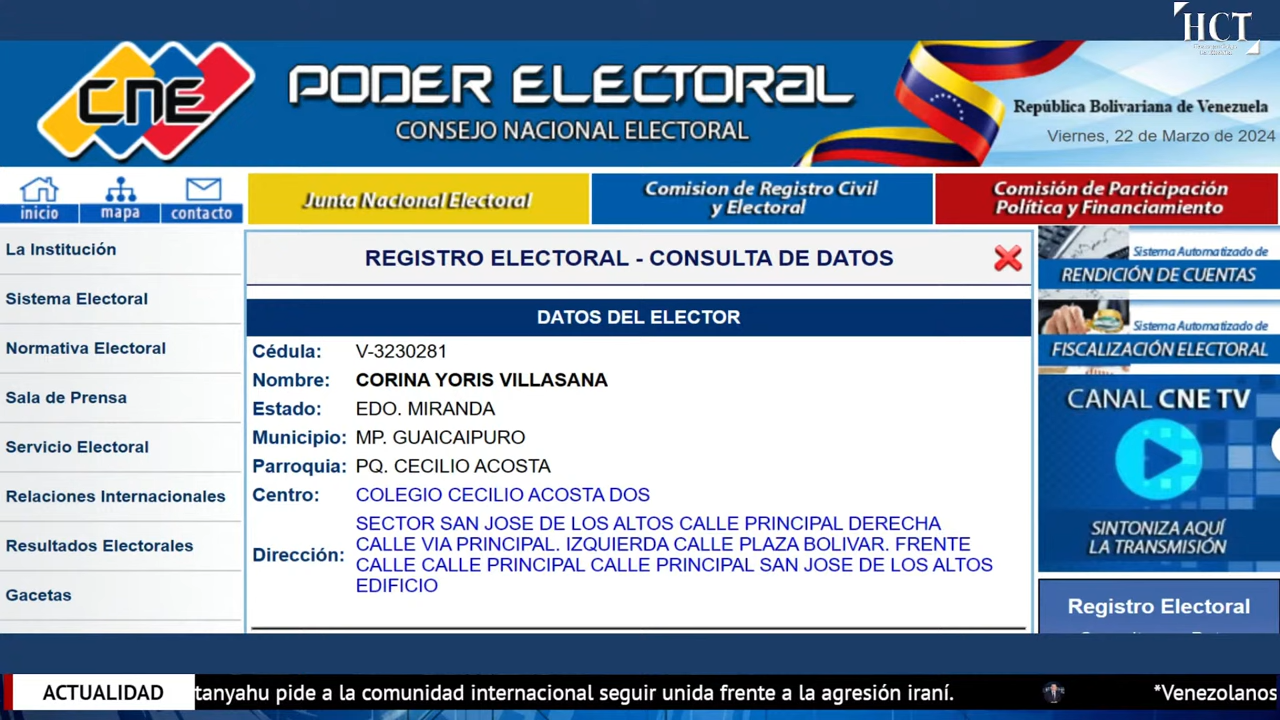 HCT
CNE
PODER ELECTORAL
CONSEJO NACIONAL ELECTORAL
República Bolivariana de Venezuela
Viernes, 22 de Marzo de 2024
inicio
mapa
contacto
Junta Nacional Electoral
Comision de Registro Civil
y Electoral
Comisión de Participación
Política y Financiamiento
La Institución
Sistema Electoral
Normativa Electoral
Sala de Prensa
Servicio Electoral
Relaciones Internacionales
Resultados Electorales
Gacetas
REGISTRO ELECTORAL - CONSULTA DE DATOS
DATOS DEL ELECTOR
Cédula: V-3230281
Nombre: CORINA YORIS VILLASANA
Estado: EDO. MIRANDA
Municipio: MP. GUAICAIPURO
Parroquia: PQ. CECILIO ACOSTA
Centro: COLEGIO CECILIO ACOSTA DOS
Dirección: SECTOR SAN JOSE DE LOS ALTOS CALLE PRINCIPAL DERECHA
CALLE VIA PRINCIPAL. IZQUIERDA CALLE PLAZA BOLIVAR. FRENTE
CALLE CALLE PRINCIPAL CALLE PRINCIPAL SAN JOSE DE LOS ALTOS
EDIFICIO
Sistema Automatizado de
RENDICIÓN DE CUENTAS
Sistema Automatizado de
FISCALIZACIÓN ELECTORAL
CANAL CNE TV
SINTONIZA AQUÍ
LA TRANSMISIÓN
Registro Electoral
ACTUALIDAD
tanyahu pide a la comunidad internacional seguir unida frente a la agresión iraní.
*Venezolanos